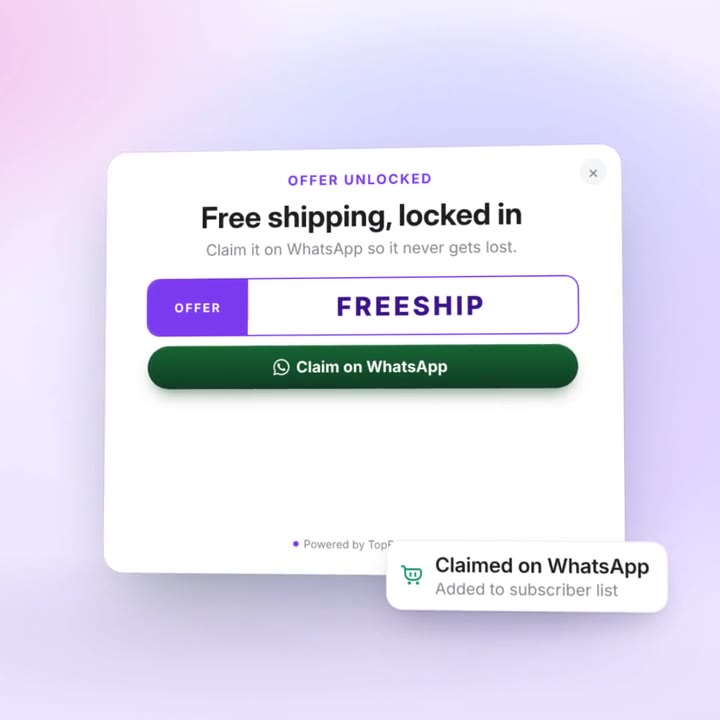 OFFER UNLOCKED
Free shipping, locked in
Claim it on WhatsApp so it never gets lost.
OFFER
FREESHIP
Claim on WhatsApp
Powered by
Claimed on WhatsApp
Added to subscriber list